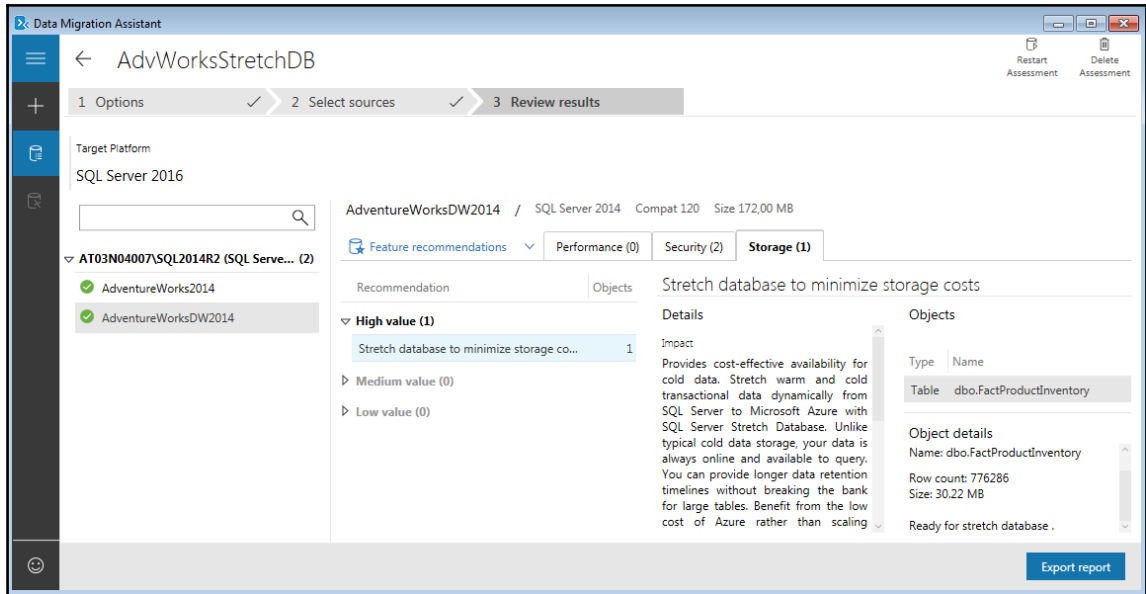 Data Migration Assistant
AdvWorksStretchDB
Restart
Assessment
Delete
Assessment
1 Options
2 Select sources
3 Review results
Target Platform
SQL Server 2016
AT03N04007\SQL2014R2 (SQL Serve... (2)
AdventureWorks2014
AdventureWorksDW2014
AdventureWorksDW2014 / SQL Server 2014 Compat 120 Size 172,00 MB
Feature recommendations
Performance (0)
Security (2)
Storage (1)
Recommendation Objects
High value (1)
Stretch database to minimize storage co... 1
Medium value (0)
Low value (0)
Stretch database to minimize storage costs
Details
Impact
Provides cost-effective availability for
cold data. Stretch warm and cold
transactional data dynamically from
SQL Server to Microsoft Azure with
SQL Server Stretch Database. Unlike
typical cold data storage, your data is
always online and available to query.
You can provide longer data retention
timelines without breaking the bank
for large tables. Benefit from the low
cost of Azure rather than scaling
Objects
Type Name
Table dbo.FactProductInventory
Object details
Name: dbo.FactProductInventory
Row count: 776286
Size: 30.22 MB
Ready for stretch database .
Export report